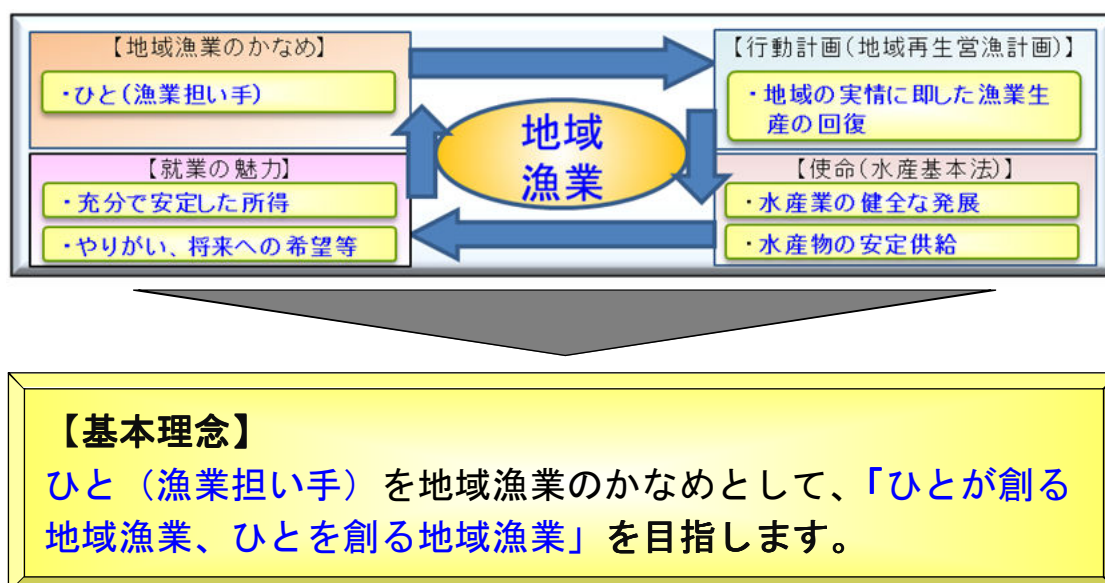 【地域漁業のかなめ】
・ひと(漁業担い手)
【行動計画(地域再生営漁計画)】
・地域の実情に即した漁業生
産の回復
地域
漁業
【就業の魅力】
・充分で安定した所得
・やりがい、将来への希望等
【使命(水産基本法)】
・水産業の健全な発展
・水産物の安定供給
【基本理念】
ひと（漁業担い手）を地域漁業のかなめとして、「ひとが創る
地域漁業、ひとを創る地域漁業」を目指します。